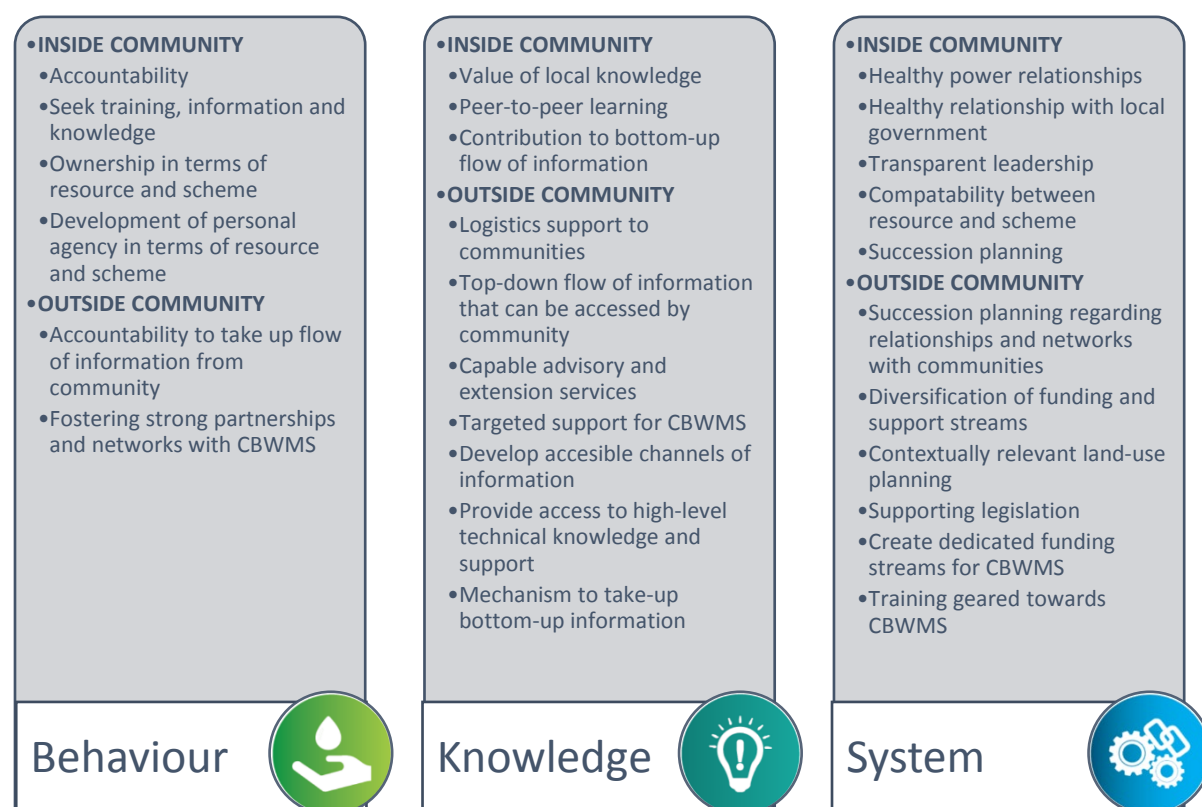 •INSIDE COMMUNITY
•Accountability
•Seek training, information and
knowledge
•Ownership in terms of
resource and scheme
•Development of personal
agency in terms of resource
and scheme
•OUTSIDE COMMUNITY
•Accountability to take up flow
of information from
community
•Fostering strong partnerships
and networks with CBWMS
Behaviour
•INSIDE COMMUNITY
•Value of local knowledge
•Peer-to-peer learning
•Contribution to bottom-up
flow of information
•OUTSIDE COMMUNITY
•Logistics support to
communities
•Top-down flow of information
that can be accessed by
community
•Capable advisory and
extension services
•Targeted support for CBWMS
•Develop accesible channels of
information
•Provide access to high-level
technical knowledge and
support
•Mechanism to take-up
bottom-up information
Knowledge
•INSIDE COMMUNITY
•Healthy power relationships
•Healthy relationship with local
government
•Transparent leadership
•Compatability between
resource and scheme
•Succession planning
•OUTSIDE COMMUNITY
•Succession planning regarding
relationships and networks
with communities
•Diversification of funding and
support streams
•Contextually relevant land-use
planning
•Supporting legislation
•Create dedicated funding
streams for CBWMS
•Training geared towards
CBWMS
System